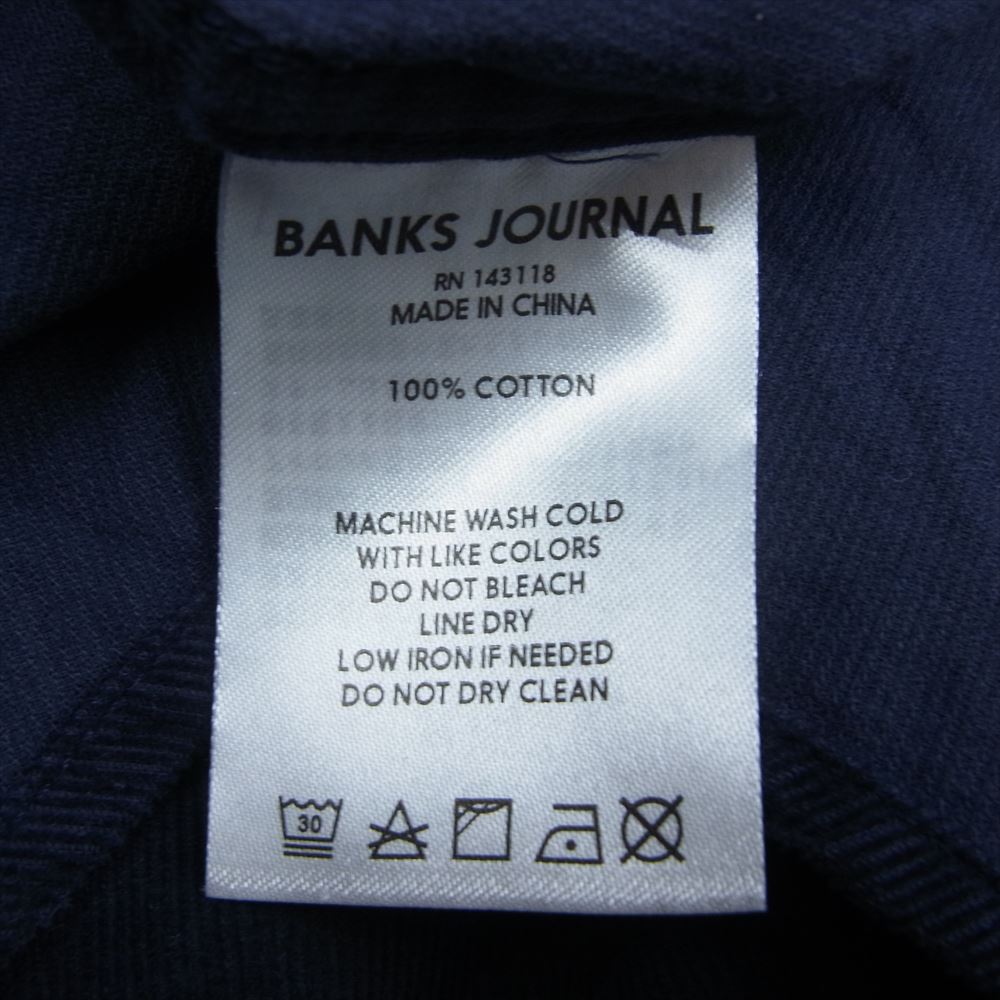 BANKS JOURNAL
RN 143118
MADE IN CHINA
100% COTTON
MACHINE WASH COLD
WITH LIKE COLORS
DO NOT BLEACH
LINE DRY
LOW IRON IF NEEDED
DO NOT DRY CLEAN
30